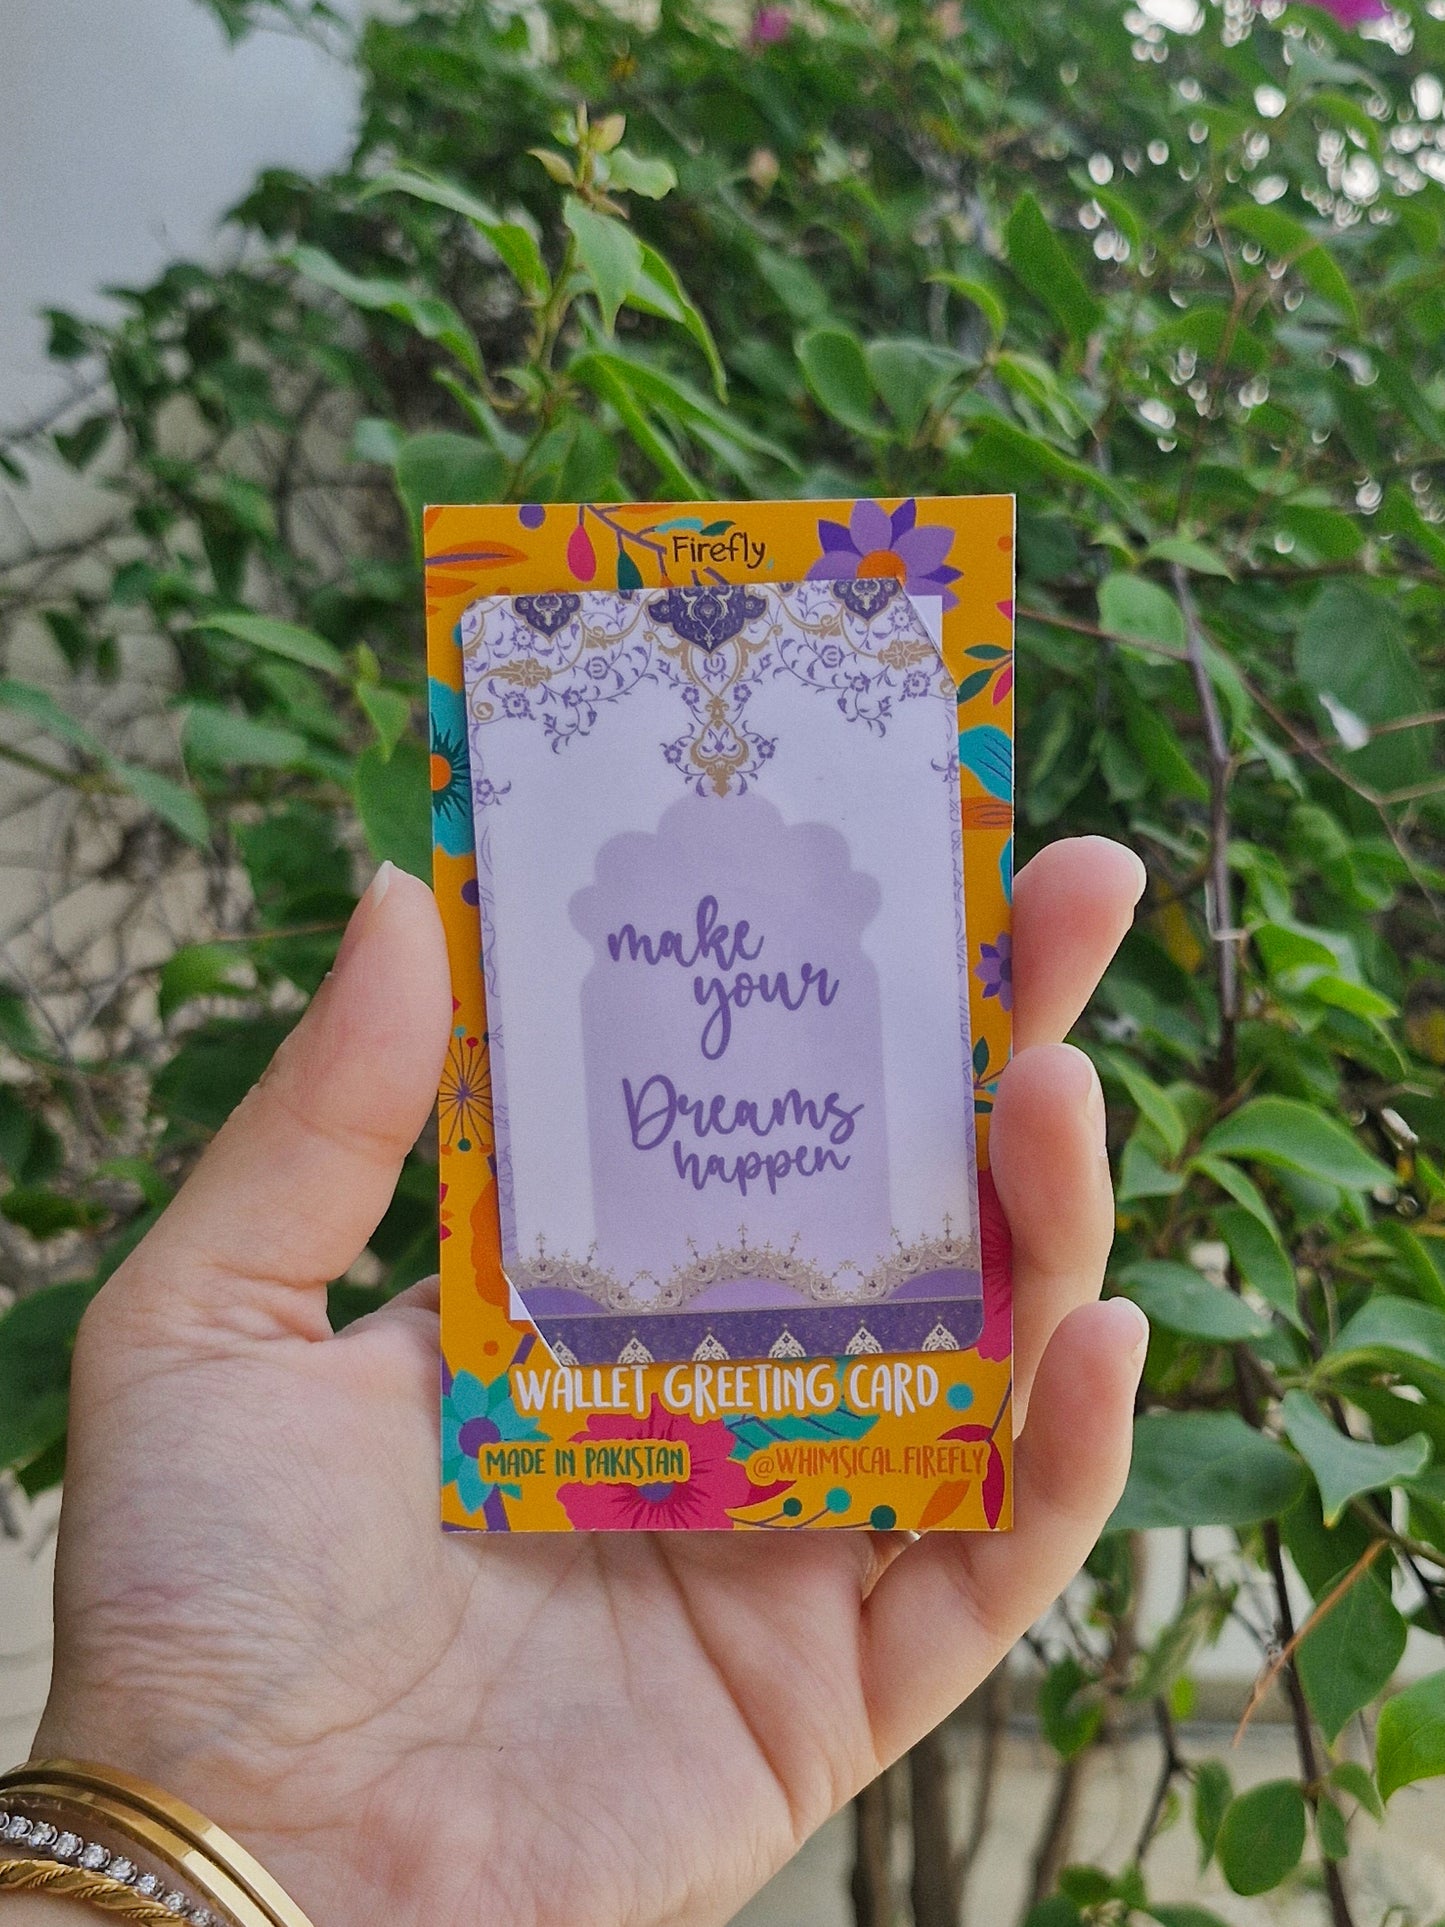 Firefly
make
your
Dreams
happen
WALLET GREETING CARD
MADE IN PAKISTAN
@WHIMSICAL.FIREFLY